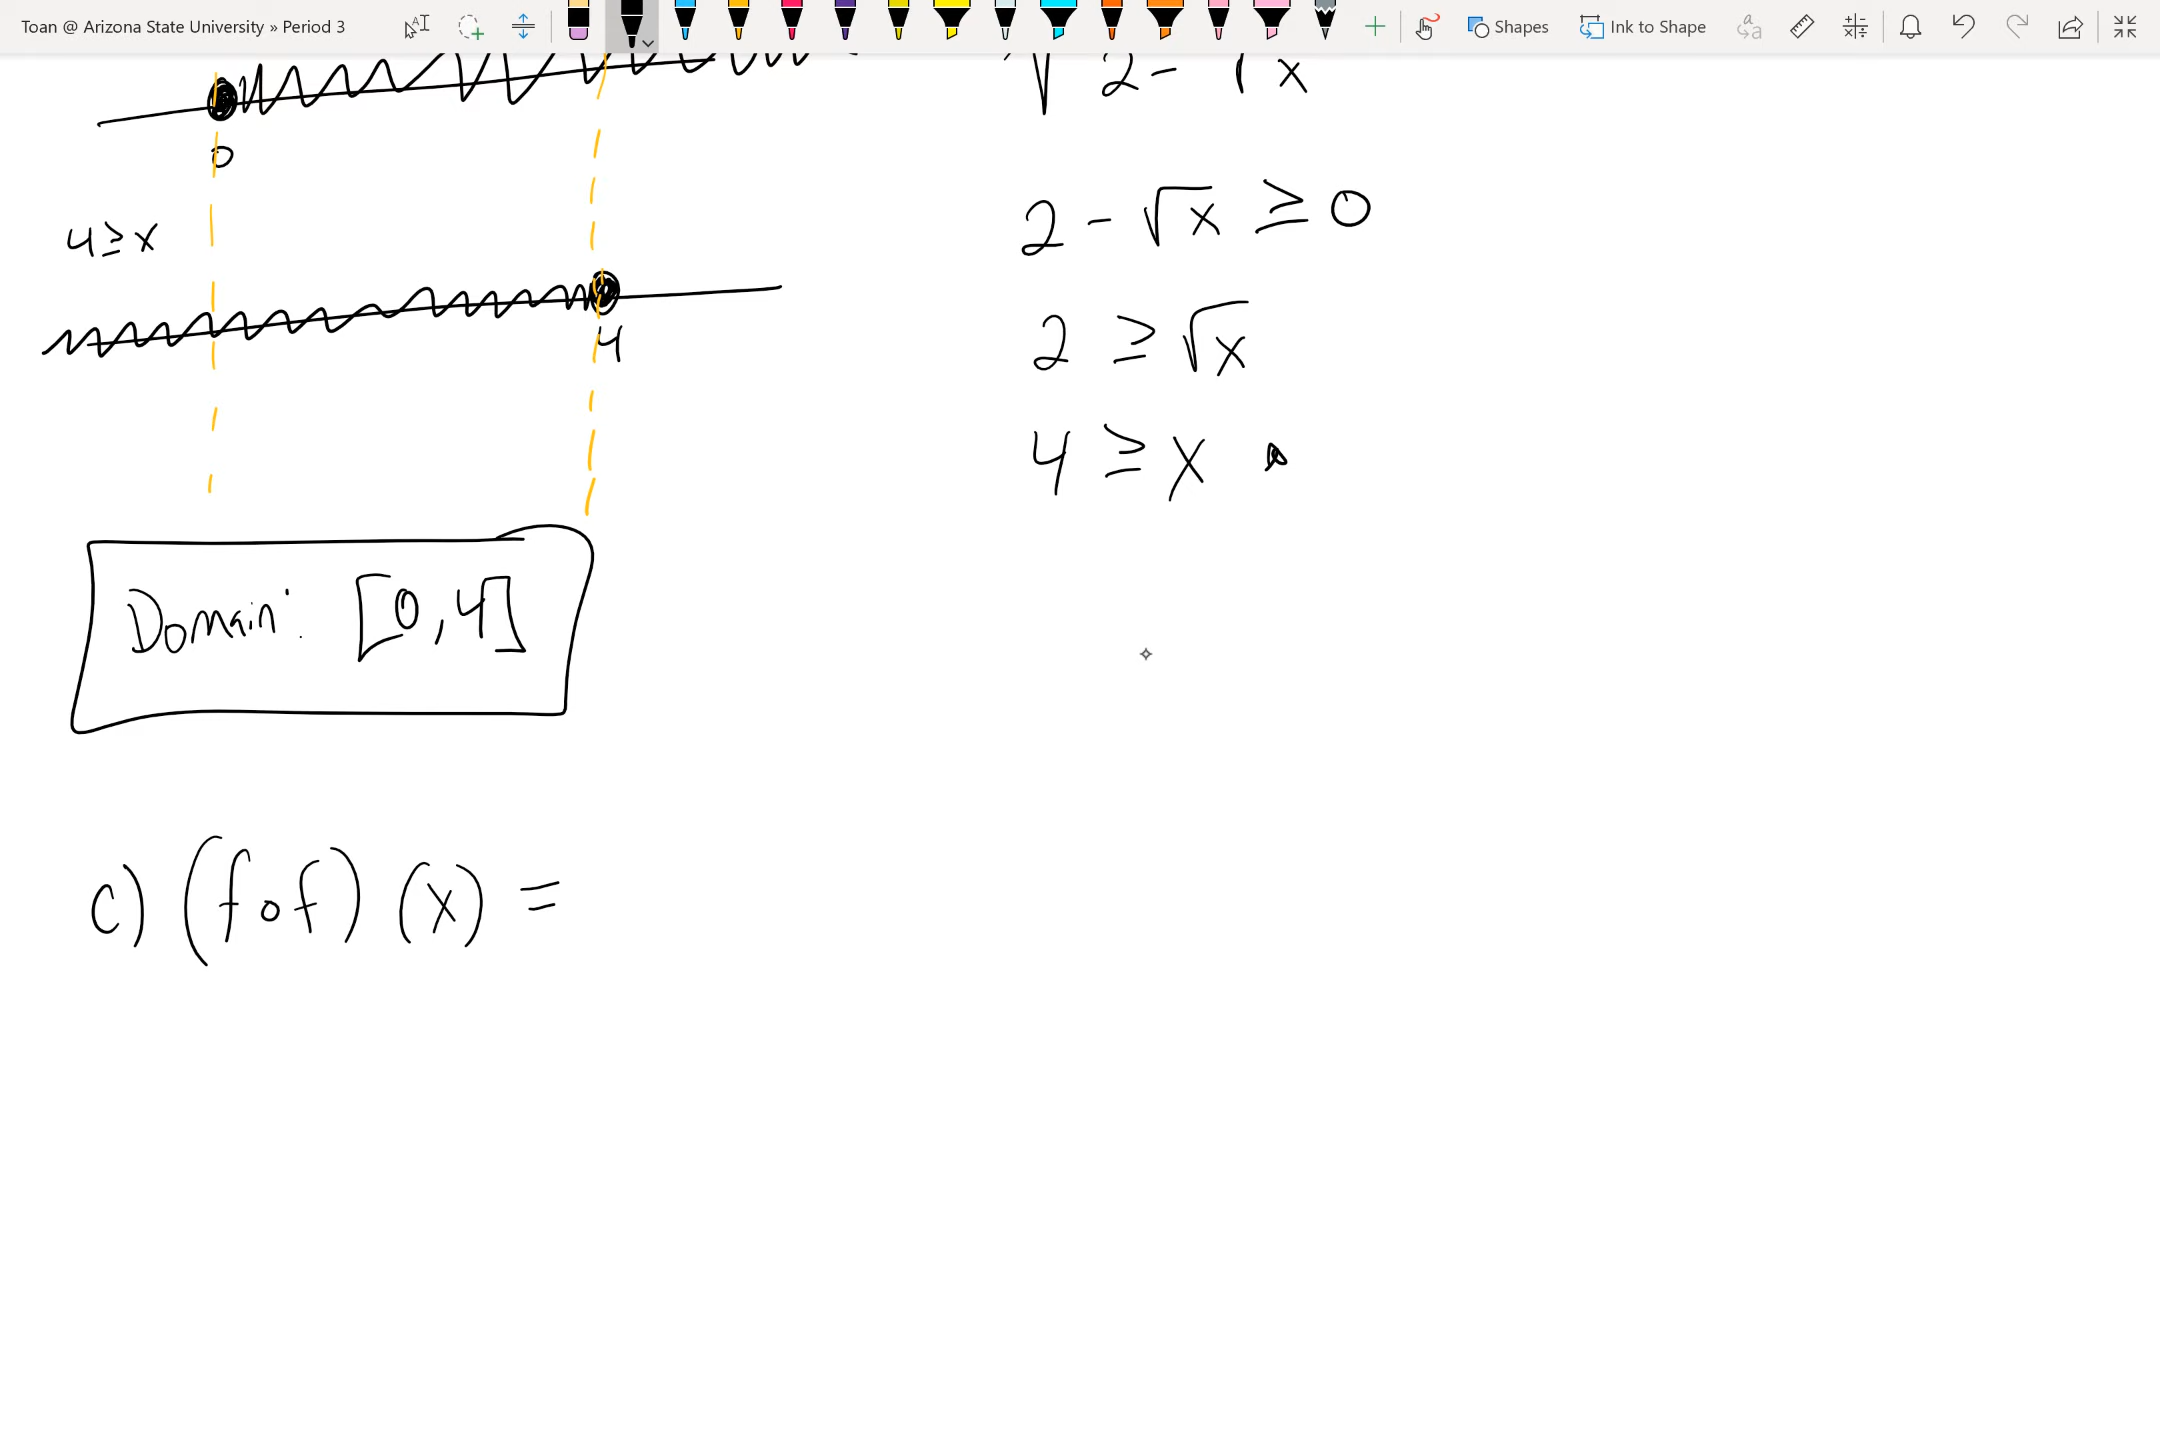 Toan @ Arizona State University » Period 3
Shapes
Ink to Shape
√2-√x
0
4≥x
4
2-√x ≥0
2 ≥√x
4 ≥ x
Domain: [0,4]
c) (f∘f)(x) =